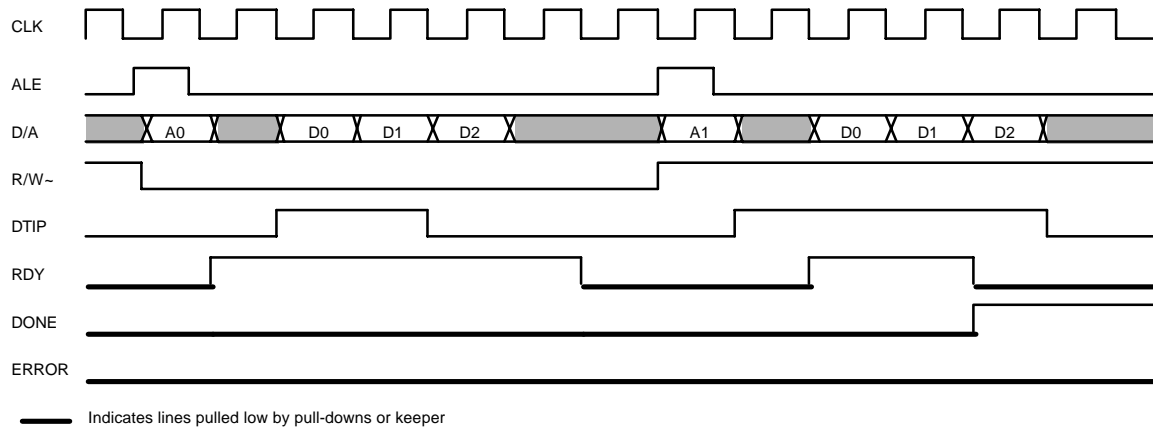 CLK
ALE
D/A A0 D0 D1 D2 A1 D0 D1 D2
R/W~
DTIP
RDY
DONE
ERROR
Indicates lines pulled low by pull-downs or keeper